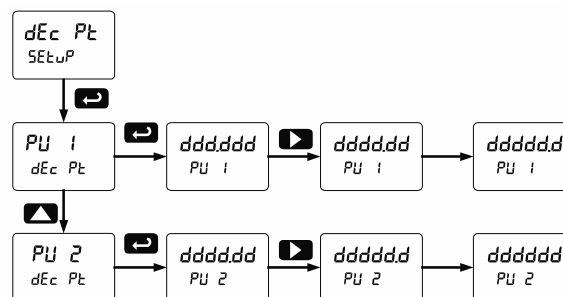 dEc Pt
SEtuP
PU 1
dEc Pt
ddd.ddd
PU 1
dddd.dd
PU 1
ddddd.d
PU 1
PU 2
dEc Pt
dddd.dd
PU 2
ddddd.d
PU 2
dddddd
PU 2